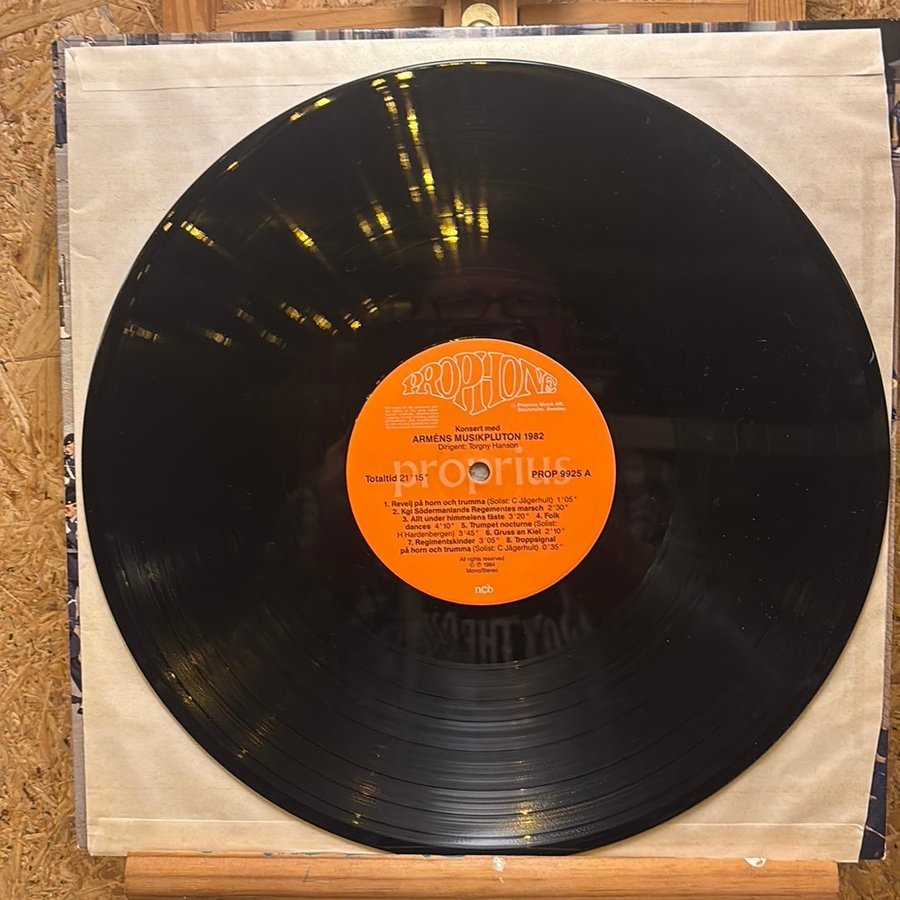 PROPHONE
℗ Proprius Musik AB,
Stockholm, Sweden
Konsert med
ARMÉNS MUSIKPLUTON 1982
Dirigent: Torgny Hanson
proprius
Totaltid 21'15" PROP 9925 A
1. Revelj på horn och trumma (Solist: C Jägerhult) 1'05"
2. Kgl Södermanlands Regementes marsch 2'30"
3. Allt under himmelens fäste 3'20" 4. Folk
dances 4'10" 5. Trumpet nocturne (Solist:
H Hardenbergen) 3'45" 6. Gruss an Kiel 2'10"
7. Regimentskinder 3'05" 8. Troppsignal
på horn och trumma (Solist: C Jägerhult) 0'35"
All rights reserved
© ℗ 1984
Mono/Stereo
ncb